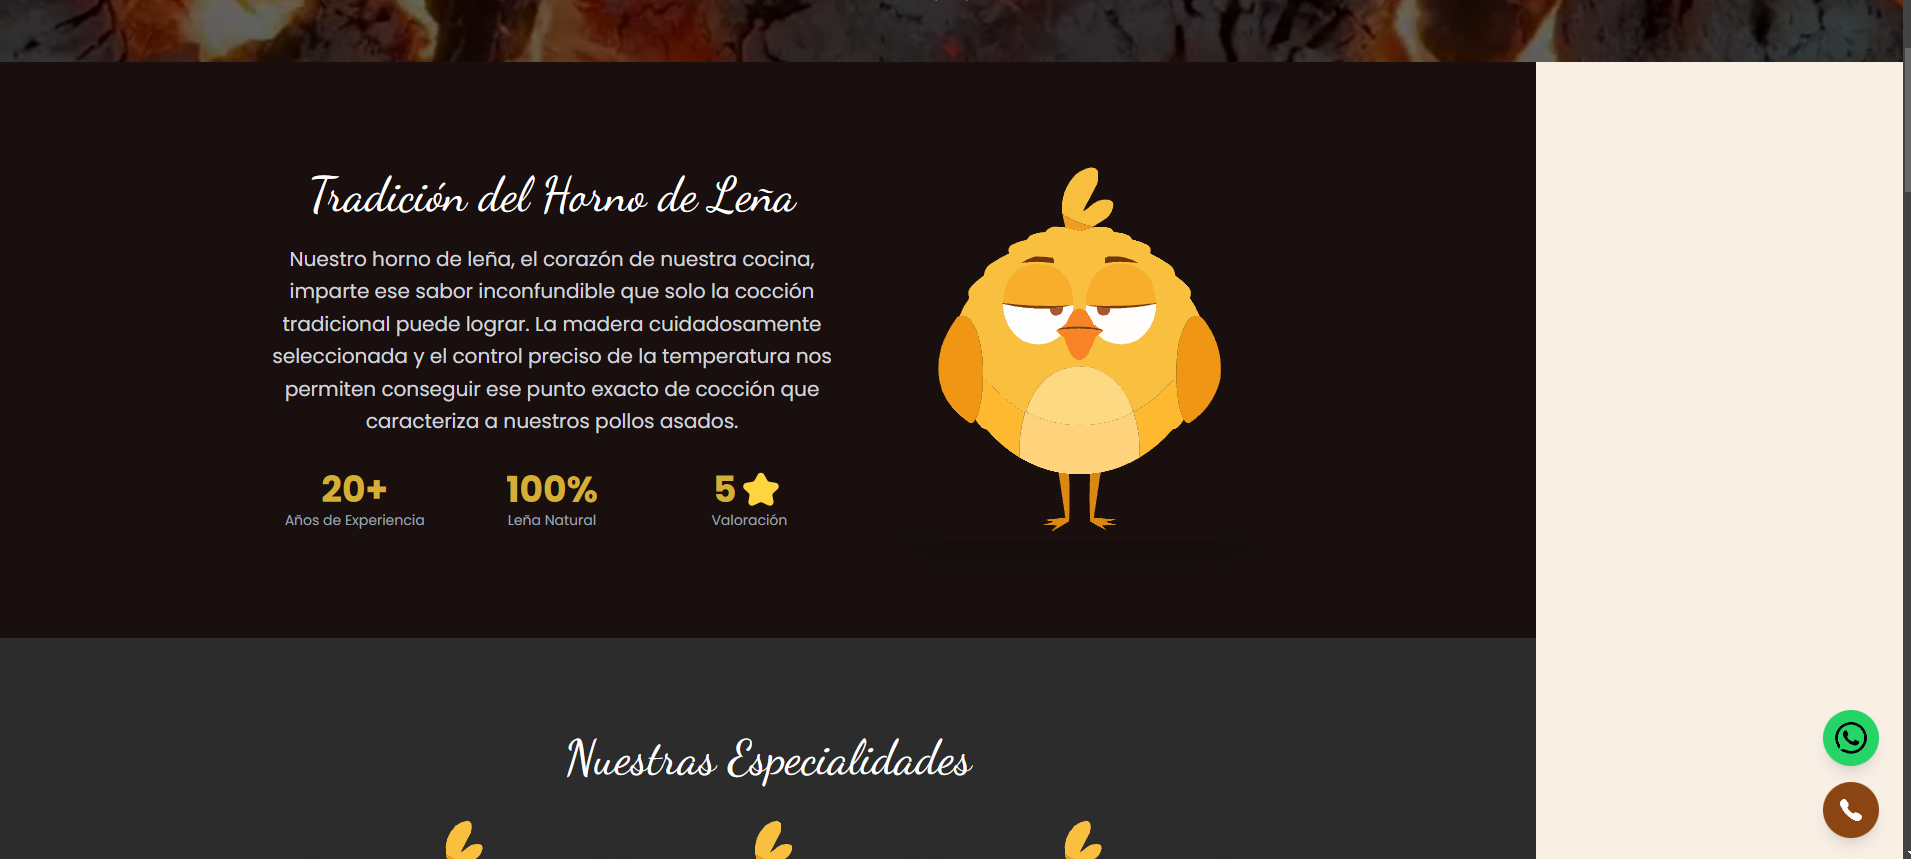 Tradición del Horno de Leña
Nuestro horno de leña, el corazón de nuestra cocina,
imparte ese sabor inconfundible que solo la cocción
tradicional puede lograr. La madera cuidadosamente
seleccionada y el control preciso de la temperatura nos
permiten conseguir ese punto exacto de cocción que
caracteriza a nuestros pollos asados.
20+
Años de Experiencia
100%
Leña Natural
5
Valoración
Nuestras Especialidades